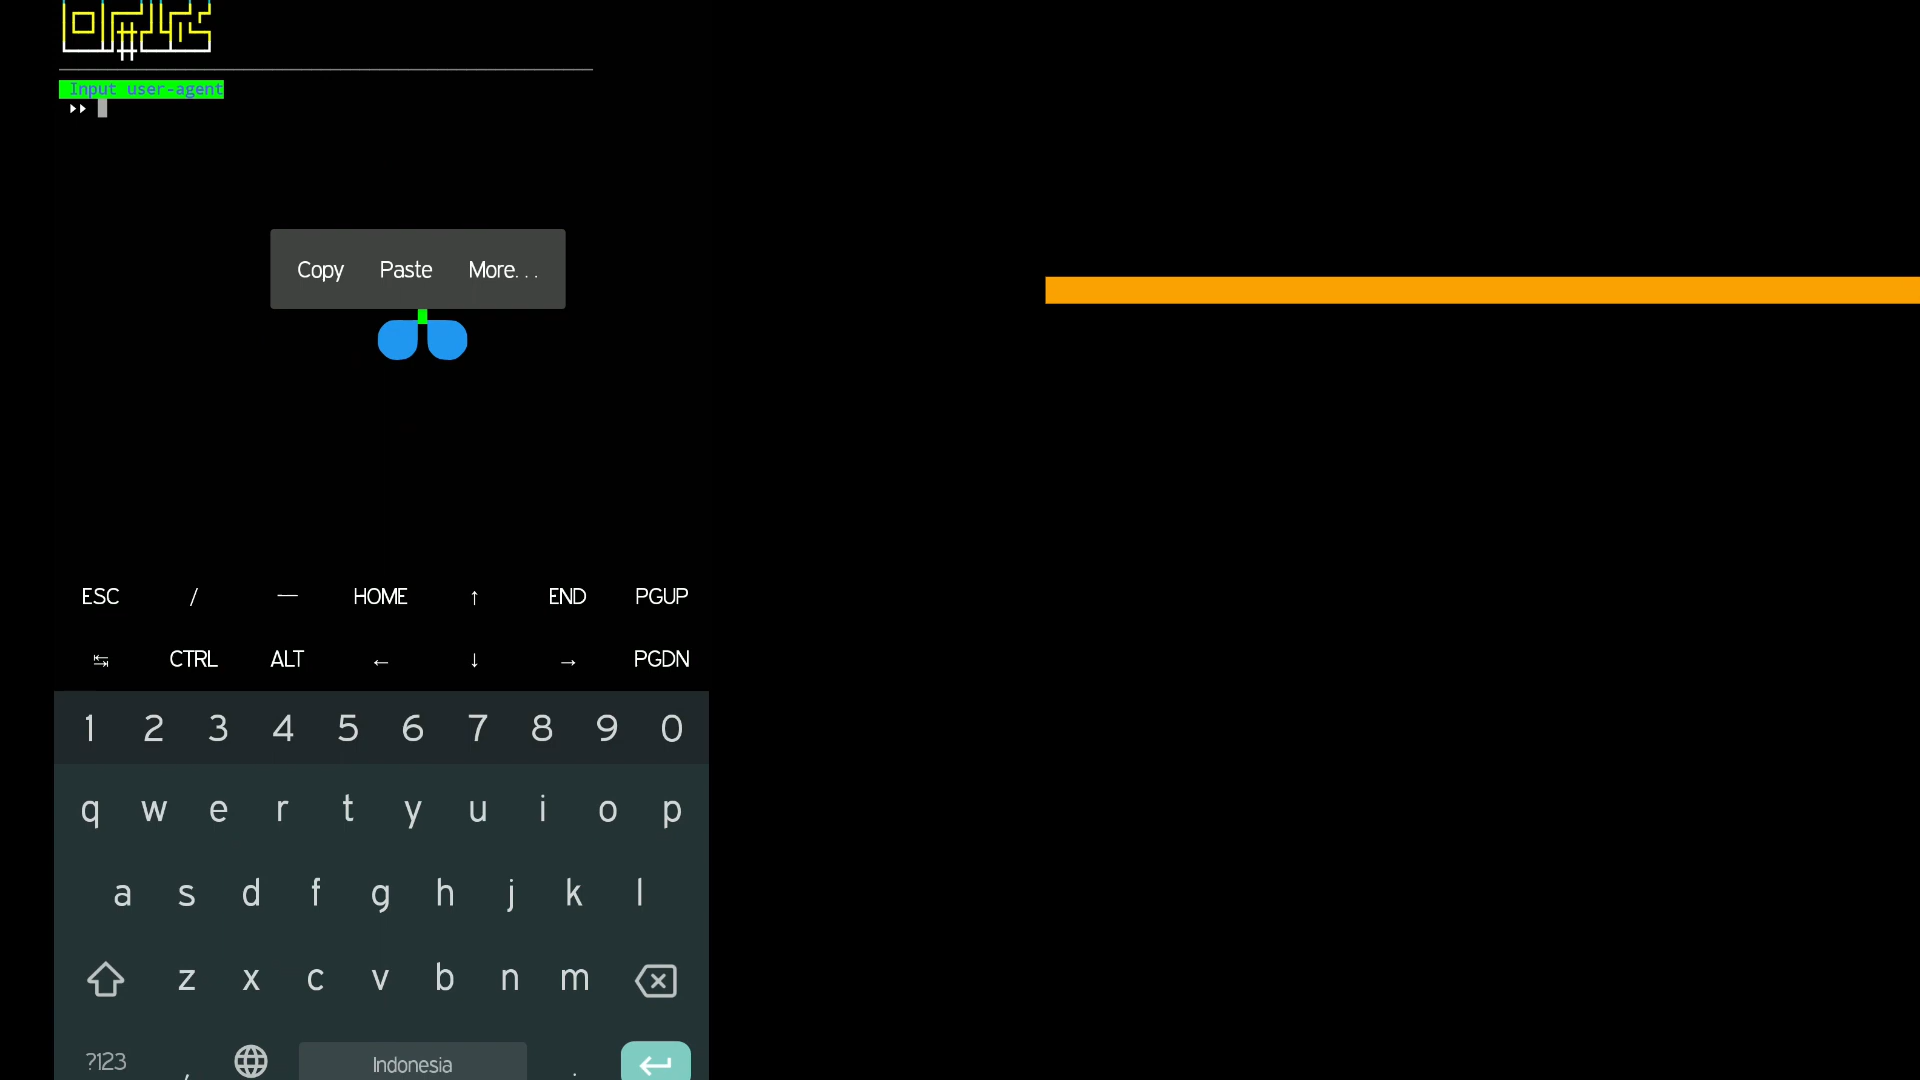 Input user-agent
Copy Paste More...
ESC / — HOME ↑ END PGUP
↹ CTRL ALT ← ↓ → PGDN
1 2 3 4 5 6 7 8 9 0
q w e r t y u i o p
a s d f g h j k l
z x c v b n m
?123 , Indonesia .